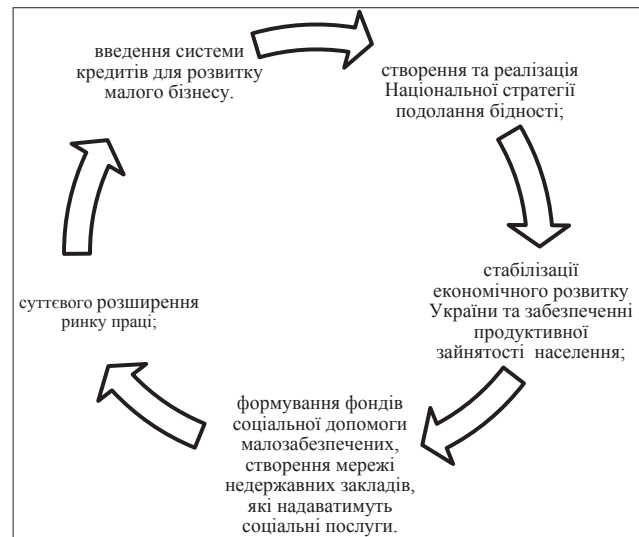 введення системи
кредитів для розвитку
малого бізнесу.
створення та реалізація
Національної стратегії
подолання бідності;
стабілізації
економічного розвитку
України та забезпеченні
продуктивної
зайнятості населення;
формування фондів
соціальної допомоги
малозабезпечених,
створення мережі
недержавних закладів,
які надаватимуть
соціальні послуги.
суттєвого розширення
ринку праці;